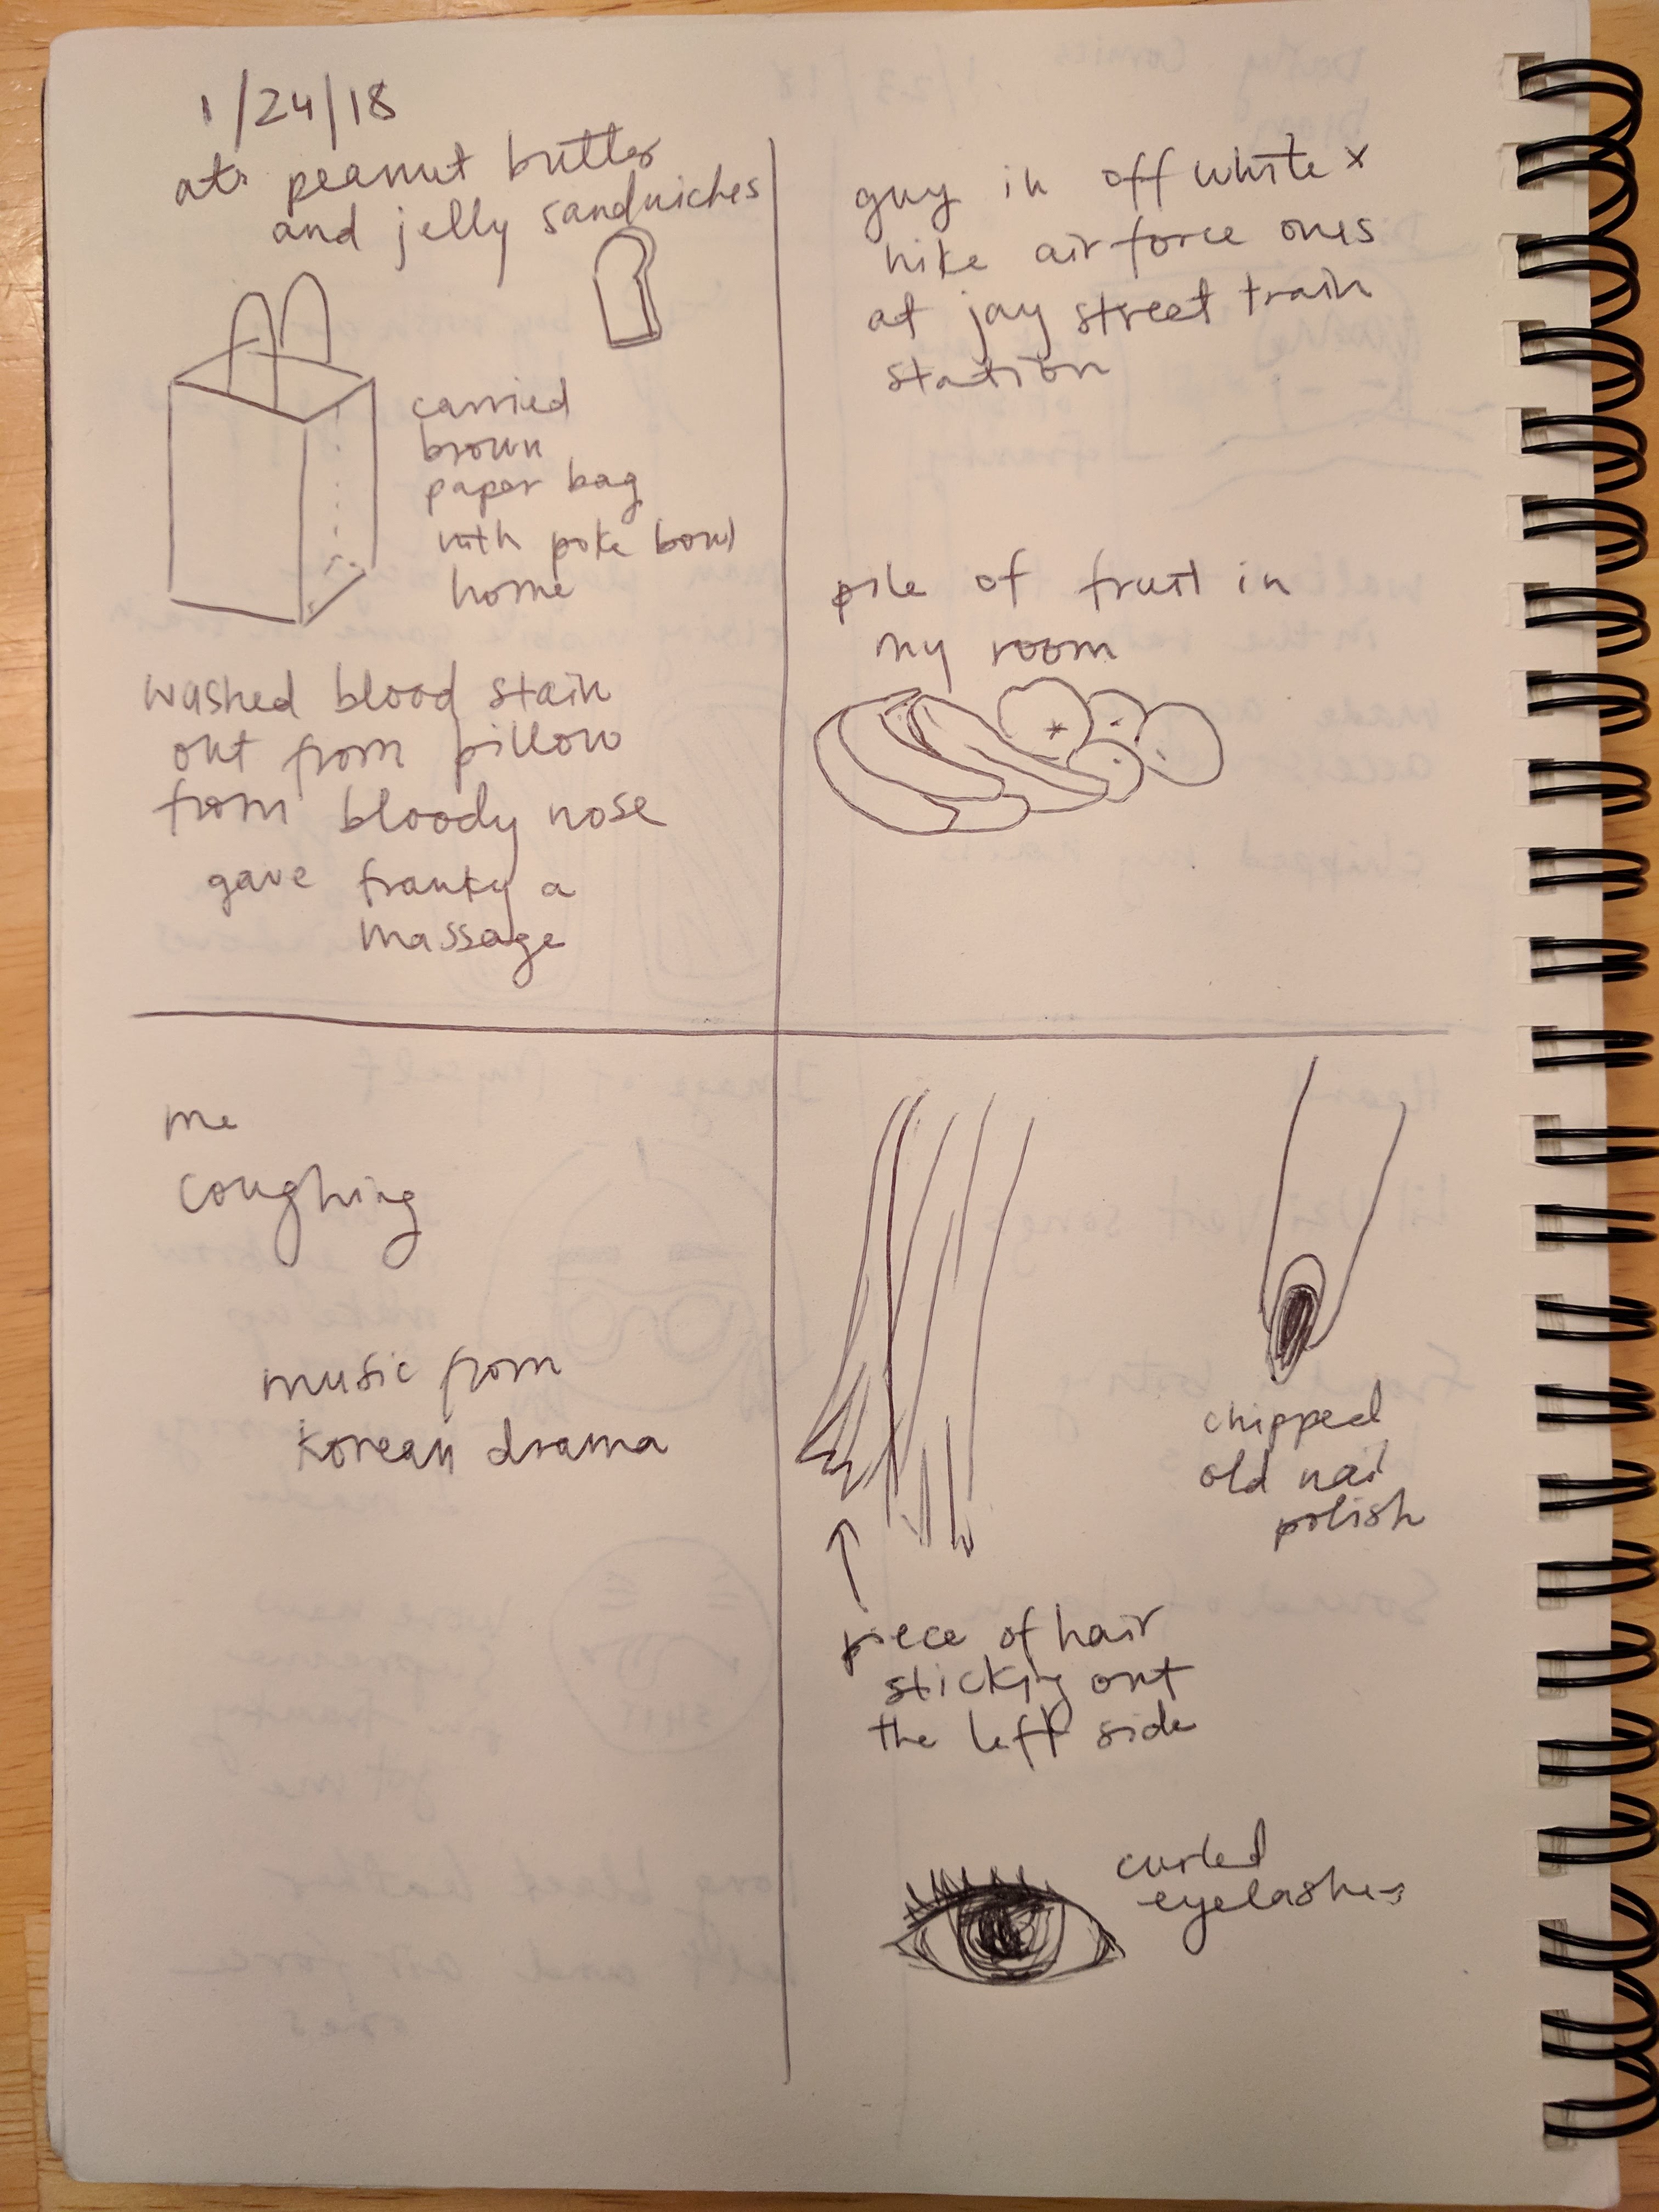 1/24/18
ate peanut butter
and jelly sandwiches
carried
brown
paper bag
with poke bowl
home
washed blood stain
out from pillow
from bloody nose
gave franky a
massage
guy in off white x
nike air force ones
at jay street train
station
pile of fruit in
my room
me
coughing
music from
korean drama
chipped
old nail
polish
piece of hair
sticking out
the left side
curled
eyelashes